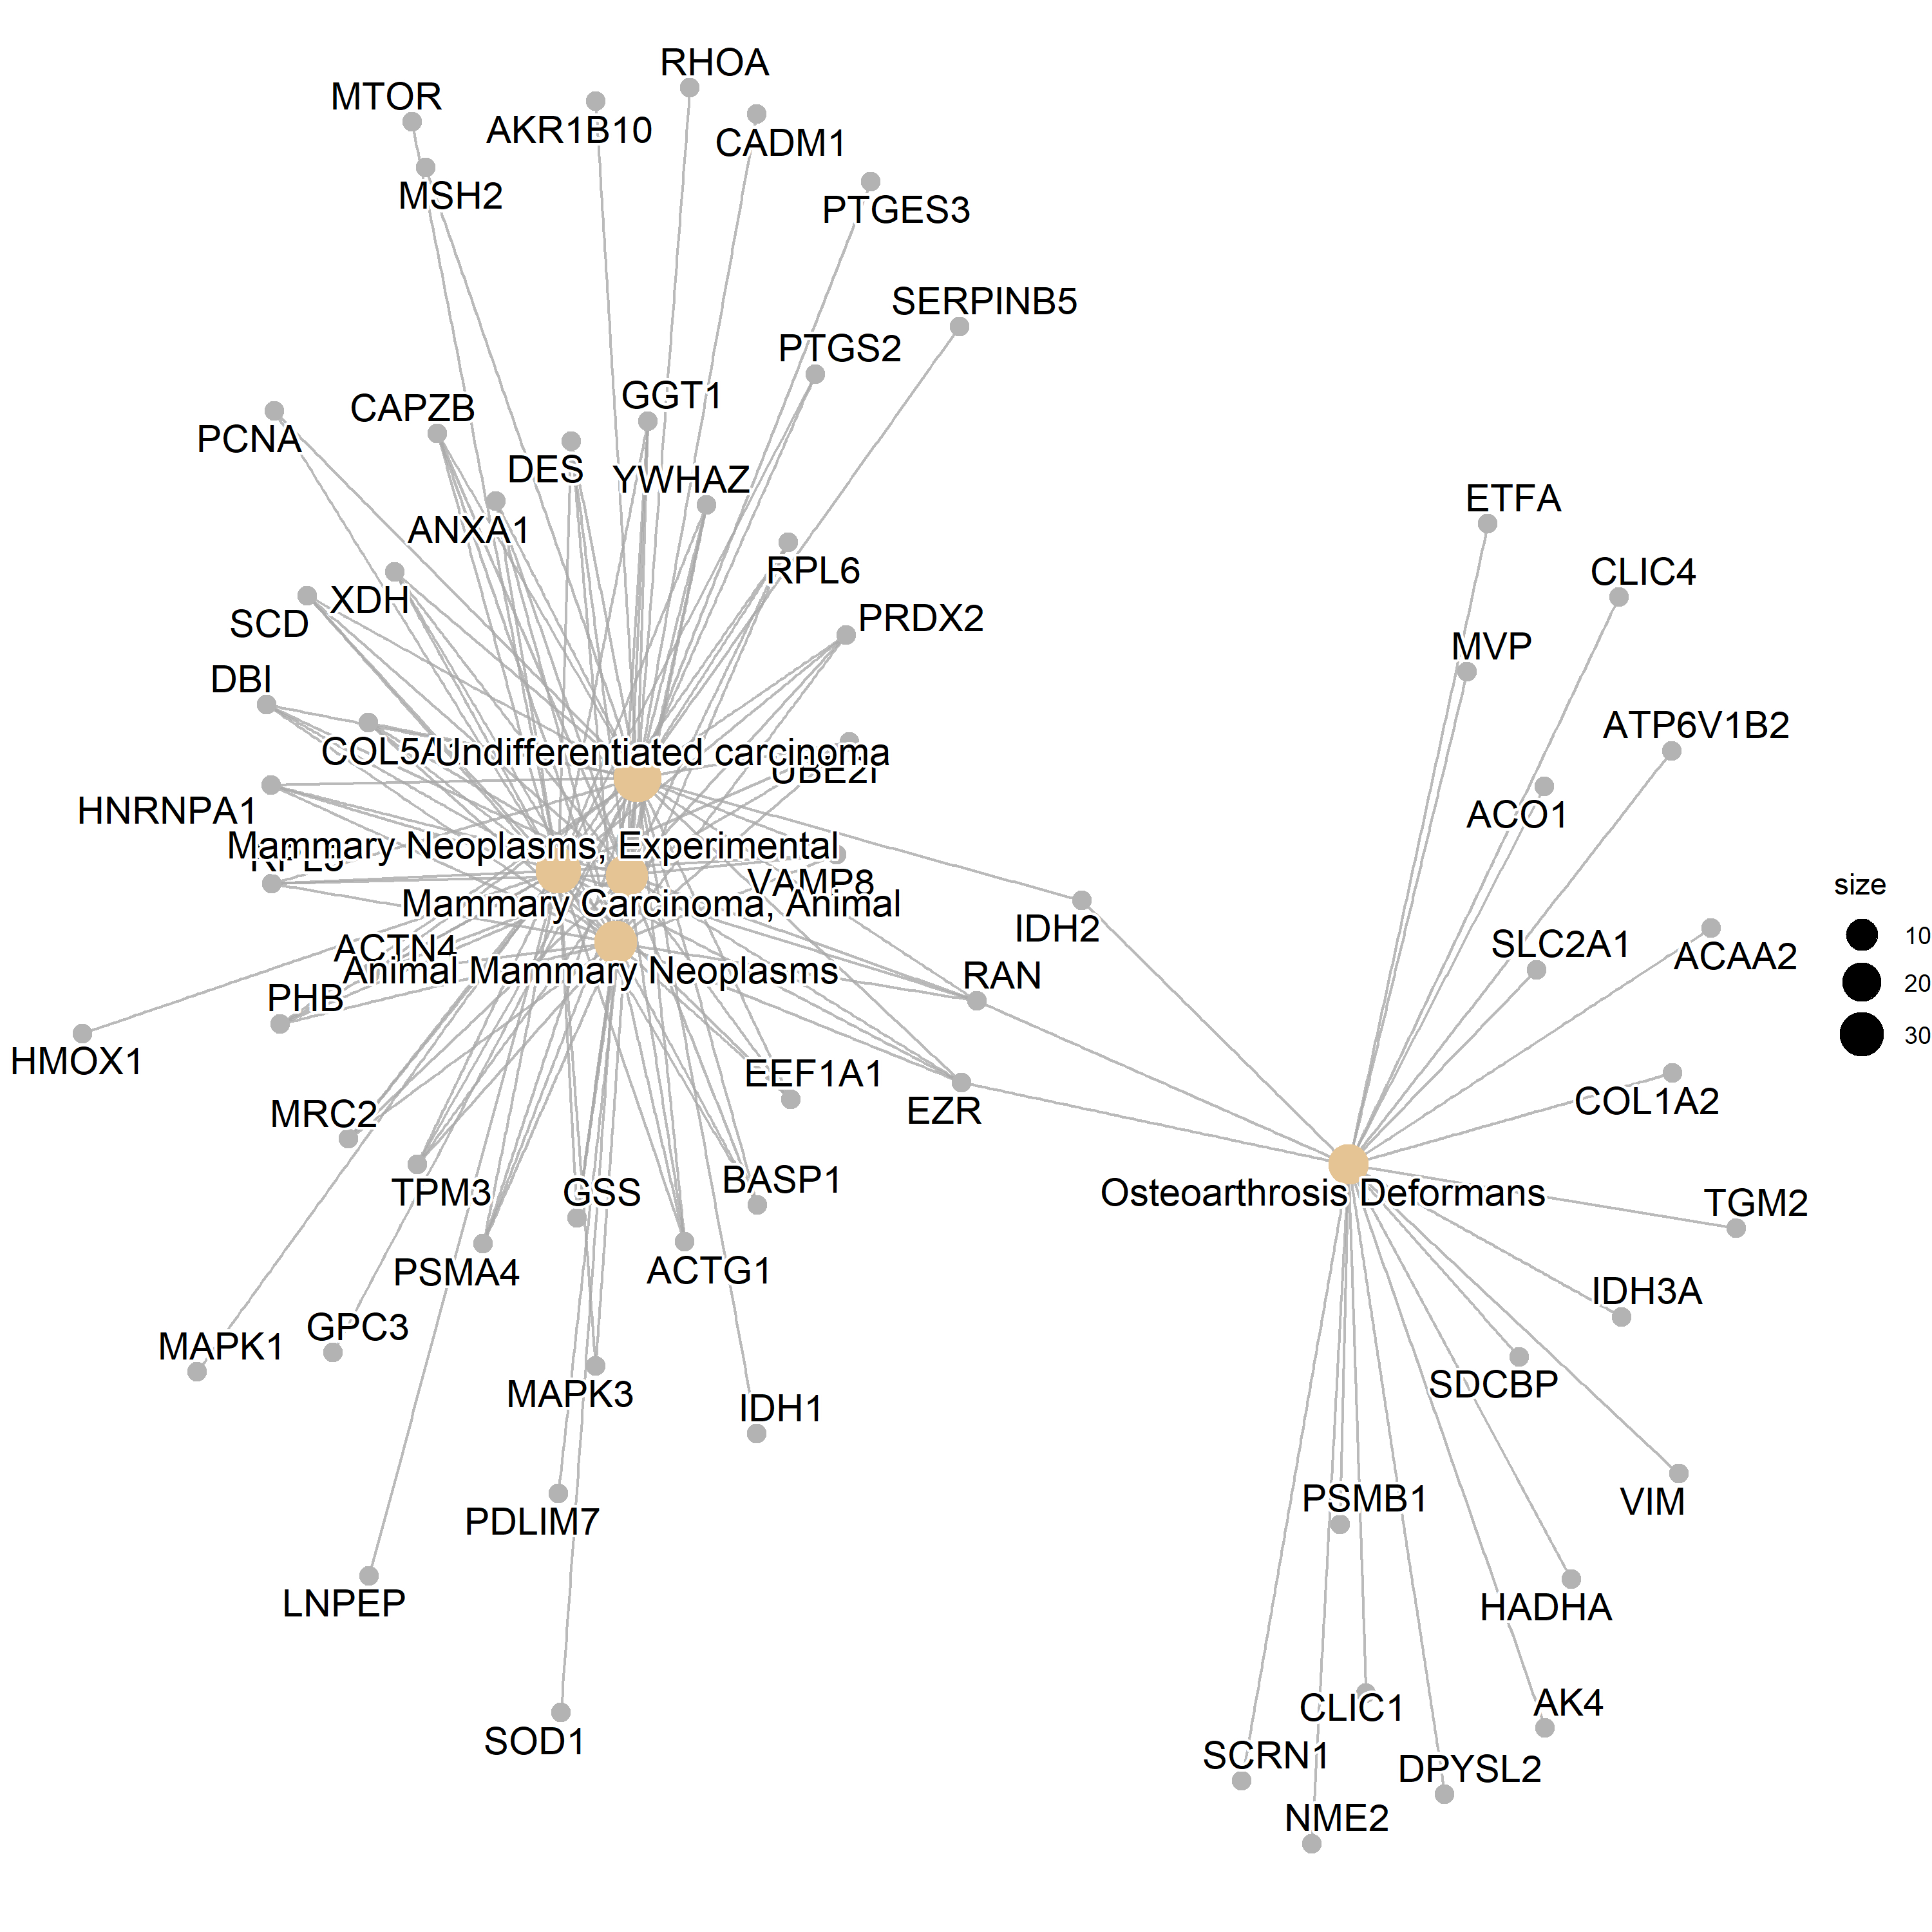 RHOA
MTOR
AKR1B10
CADM1
MSH2
PTGES3
SERPINB5
PTGS2
GGT1
CAPZB
PCNA
DES
YWHAZ
ETFA
ANXA1
RPL6
CLIC4
XDH
SCD
PRDX2
MVP
DBI
ATP6V1B2
Undifferentiated carcinoma
HNRNPA1
ACO1
Mammary Neoplasms, Experimental
VAMP8
size
Mammary Carcinoma, Animal
IDH2
10
ACTN4
SLC2A1
ACAA2
Animal Mammary Neoplasms
RAN
20
PHB
30
HMOX1
EEF1A1
MRC2
EZR
COL1A2
TPM3
GSS
BASP1
Osteoarthrosis Deformans
TGM2
PSMA4
ACTG1
IDH3A
GPC3
MAPK1
MAPK3
IDH1
SDCBP
PDLIM7
PSMB1
VIM
LNPEP
HADHA
CLIC1
AK4
SOD1
SCRN1
DPYSL2
NME2